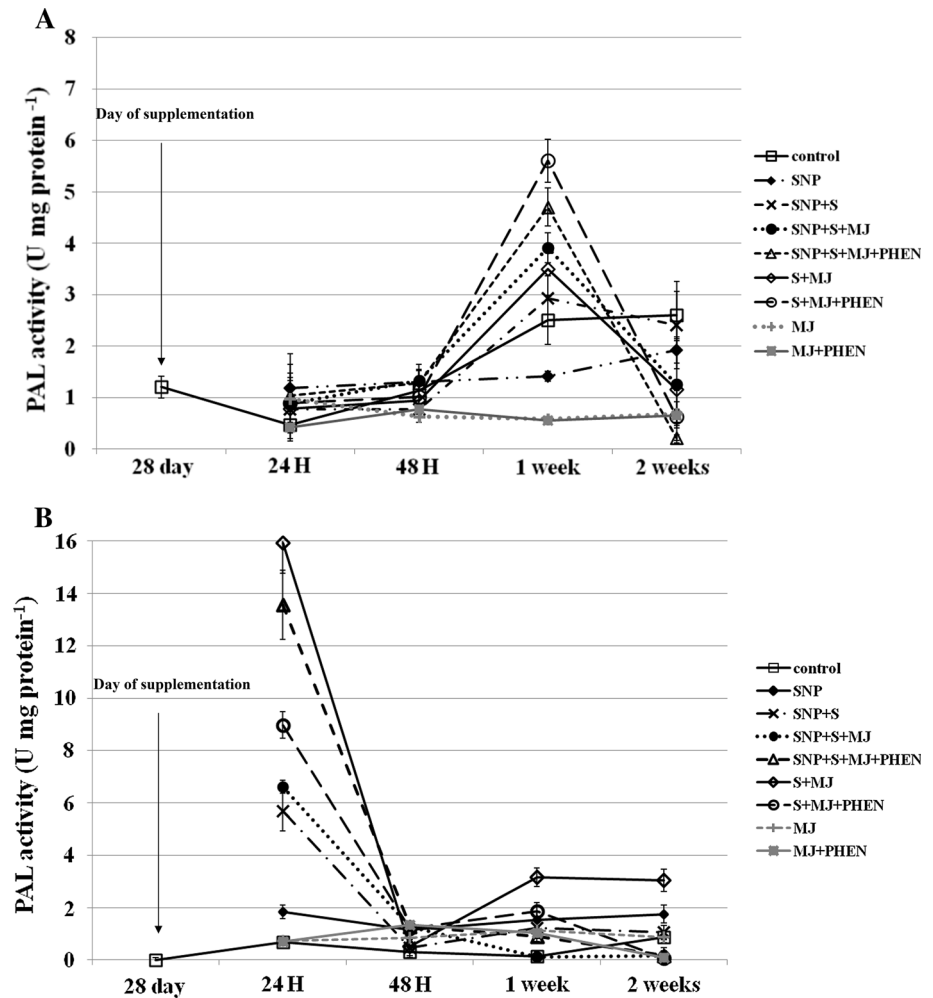 A
8
7
6
5
4
3
2
1
0
PAL activity (U mg protein-1)
Day of supplementation
28 day 24 H 48 H 1 week 2 weeks
control
SNP
SNP+S
SNP+S+MJ
SNP+S+MJ+PHEN
S+MJ
S+MJ+PHEN
MJ
MJ+PHEN
B
16
14
12
10
8
6
4
2
0
PAL activity (U mg protein-1)
Day of supplementation
28 day 24 H 48 H 1 week 2 weeks
control
SNP
SNP+S
SNP+S+MJ
SNP+S+MJ+PHEN
S+MJ
S+MJ+PHEN
MJ
MJ+PHEN